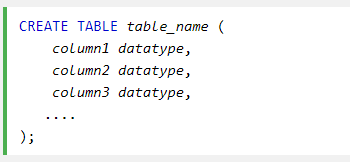 CREATE TABLE table_name (
    column1 datatype,
    column2 datatype,
    column3 datatype,
   ....
);